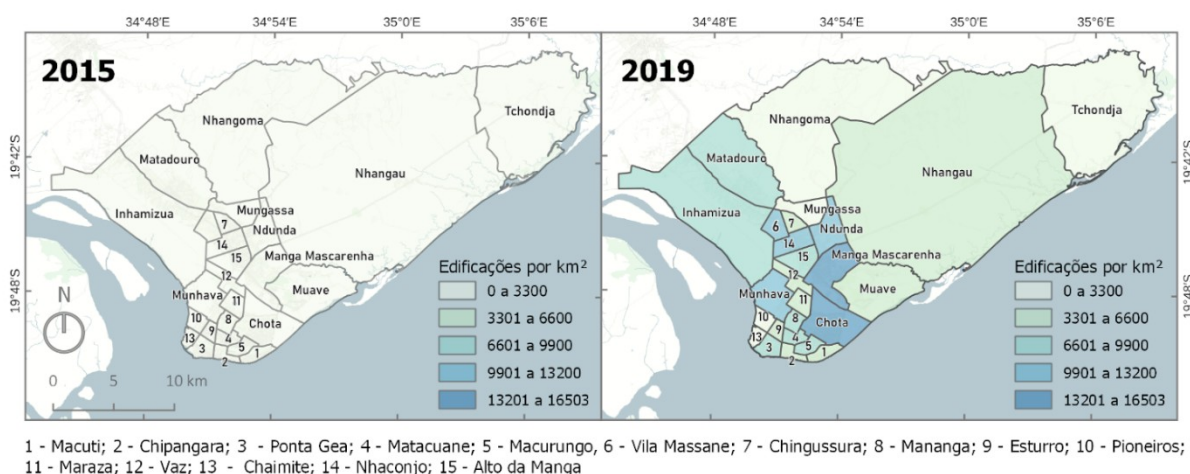 34°48'E 34°54'E 35°0'E 35°6'E 34°48'E 34°54'E 35°0'E 35°6'E
2015
Tchondja
Nhangoma
19°42'S
Matadouro
Nhangau
Inhamizua
Mungassa
7
Ndunda
14
15
Manga Mascarenha
12
Edificações por km²
19°48'S
Munhava
Muave
0 a 3300
N
11
10
8
Chota
3301 a 6600
9
13
4
6601 a 9900
3
5
1
2
9901 a 13200
0 5 10 km
13201 a 16503
2019
Tchondja
Nhangoma
19°42'S
Matadouro
Nhangau
Inhamizua
Mungassa
6
7
Ndunda
14
15
Manga Mascarenha
12
Edificações por km²
19°48'S
Munhava
Muave
0 a 3300
11
10
8
Chota
3301 a 6600
9
13
4
6601 a 9900
3
5
1
2
9901 a 13200
13201 a 16503
1 - Macuti; 2 - Chipangara; 3 - Ponta Gea; 4 - Matacuane; 5 - Macurungo, 6 - Vila Massane; 7 - Chingussura; 8 - Mananga; 9 - Esturro; 10 - Pioneiros;
11 - Maraza; 12 - Vaz; 13 - Chaimite; 14 - Nhaconjo; 15 - Alto da Manga